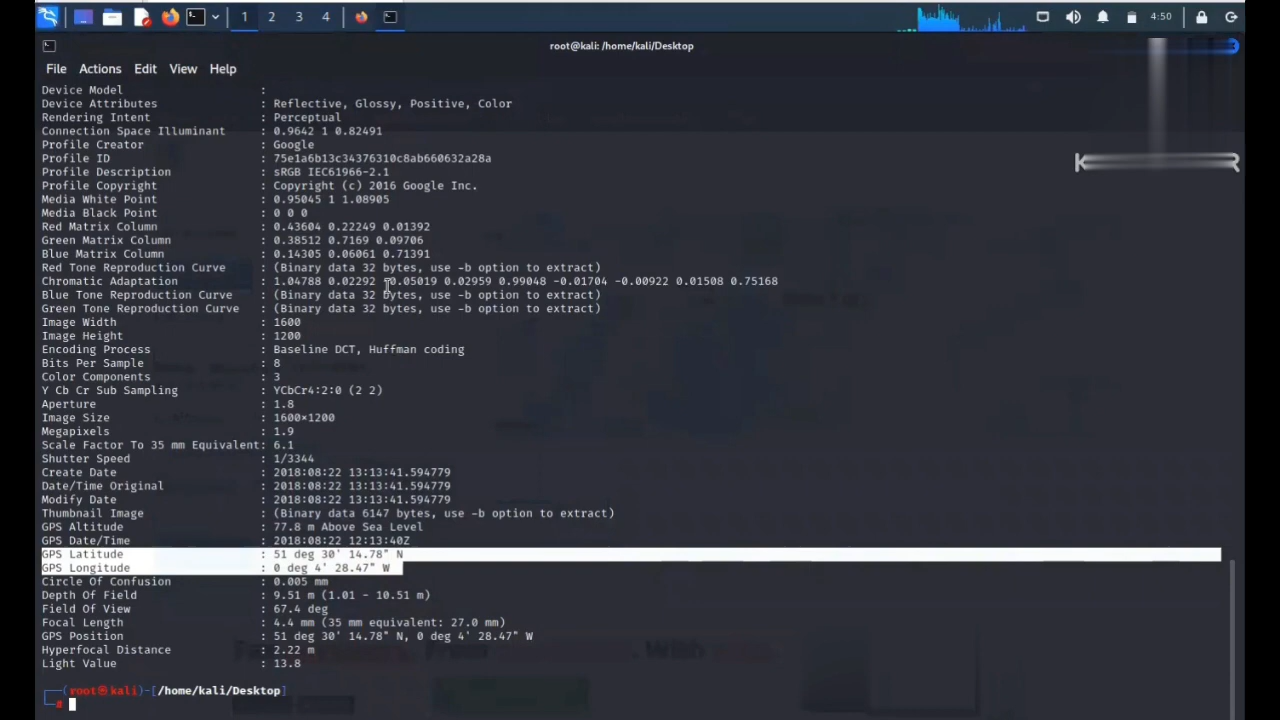 1 2 3 4 4:50
root@kali: /home/kali/Desktop
File Actions Edit View Help
Device Model :
Device Attributes : Reflective, Glossy, Positive, Color
Rendering Intent : Perceptual
Connection Space Illuminant : 0.9642 1 0.82491
Profile Creator : Google
Profile ID : 75e1a6b13c34376310c8ab660632a28a
Profile Description : sRGB IEC61966-2.1
Profile Copyright : Copyright (c) 2016 Google Inc.
Media White Point : 0.95045 1 1.08905
Media Black Point : 0 0 0
Red Matrix Column : 0.43604 0.22249 0.01392
Green Matrix Column : 0.38512 0.7169 0.09706
Blue Matrix Column : 0.14305 0.06061 0.71391
Red Tone Reproduction Curve : (Binary data 32 bytes, use -b option to extract)
Chromatic Adaptation : 1.04788 0.02292 -0.05019 0.02959 0.99048 -0.01704 -0.00922 0.01508 0.75168
Blue Tone Reproduction Curve : (Binary data 32 bytes, use -b option to extract)
Green Tone Reproduction Curve : (Binary data 32 bytes, use -b option to extract)
Image Width : 1600
Image Height : 1200
Encoding Process : Baseline DCT, Huffman coding
Bits Per Sample : 8
Color Components : 3
Y Cb Cr Sub Sampling : YCbCr4:2:0 (2 2)
Aperture : 1.8
Image Size : 1600×1200
Megapixels : 1.9
Scale Factor To 35 mm Equivalent: 6.1
Shutter Speed : 1/3344
Create Date : 2018:08:22 13:13:41.594779
Date/Time Original : 2018:08:22 13:13:41.594779
Modify Date : 2018:08:22 13:13:41.594779
Thumbnail Image : (Binary data 6147 bytes, use -b option to extract)
GPS Altitude : 77.8 m Above Sea Level
GPS Date/Time : 2018:08:22 12:13:40Z
GPS Latitude : 51 deg 30' 14.78" N
GPS Longitude : 0 deg 4' 28.47" W
Circle Of Confusion : 0.005 mm
Depth Of Field : 9.51 m (1.01 - 10.51 m)
Field Of View : 67.4 deg
Focal Length : 4.4 mm (35 mm equivalent: 27.0 mm)
GPS Position : 51 deg 30' 14.78" N, 0 deg 4' 28.47" W
Hyperfocal Distance : 2.22 m
Light Value : 13.8
(root@kali)-[/home/kali/Desktop]
#